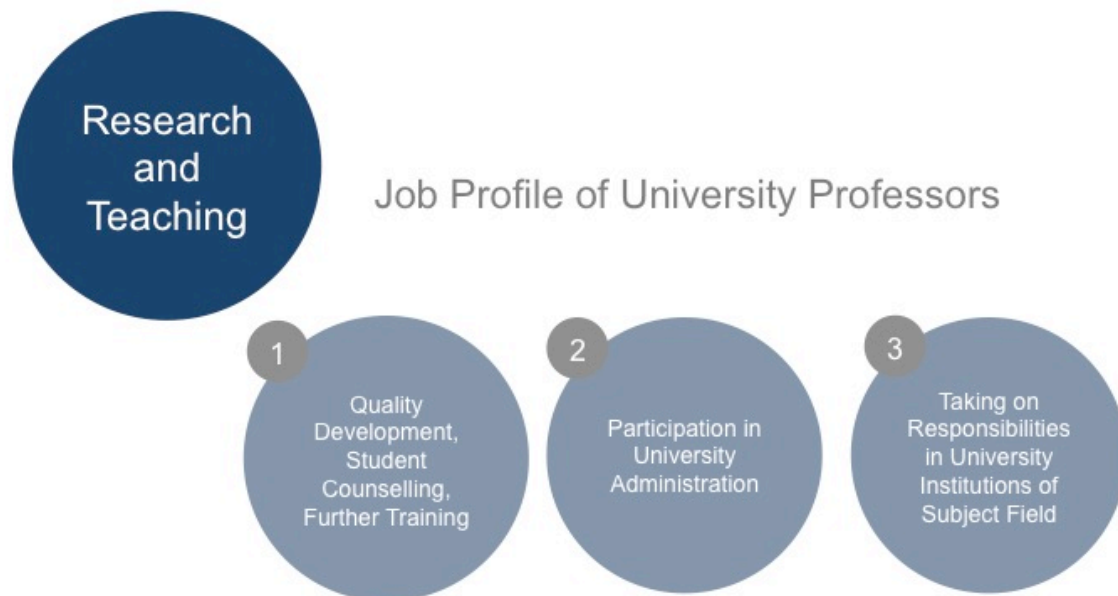 Research
and
Teaching
Job Profile of University Professors
1
Quality
Development,
Student
Counselling,
Further Training
2
Participation in
University
Administration
3
Taking on
Responsibilities
in University
Institutions of
Subject Field